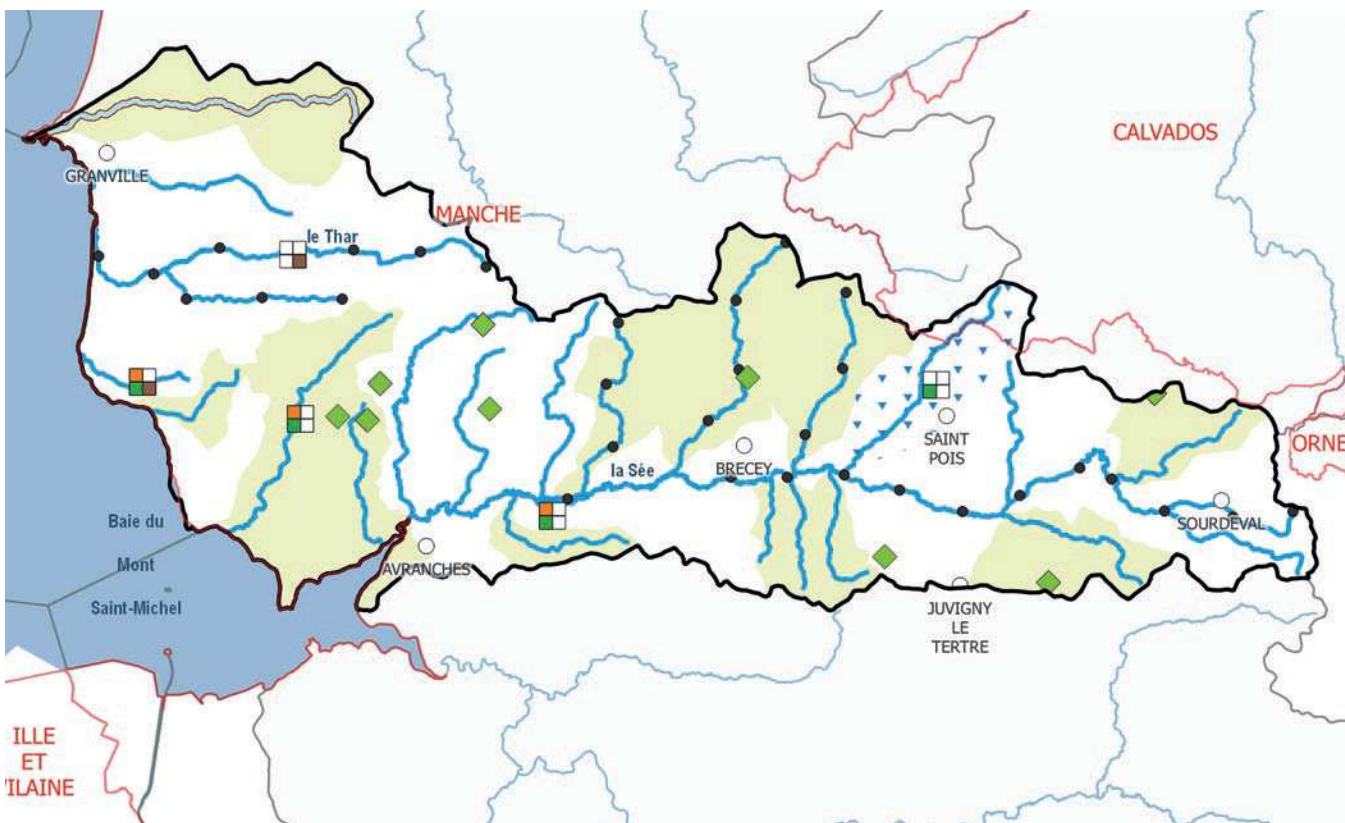 CALVADOS
GRANVILLE
MANCHE
le Thar
SAINT
POIS
ORNE
BRECEY
la Sée
SOURDEVAL
Baie du
Mont
Saint-Michel
AVRANCHES
JUVIGNY
LE
TERTRE
ILLE
ET
VILAINE